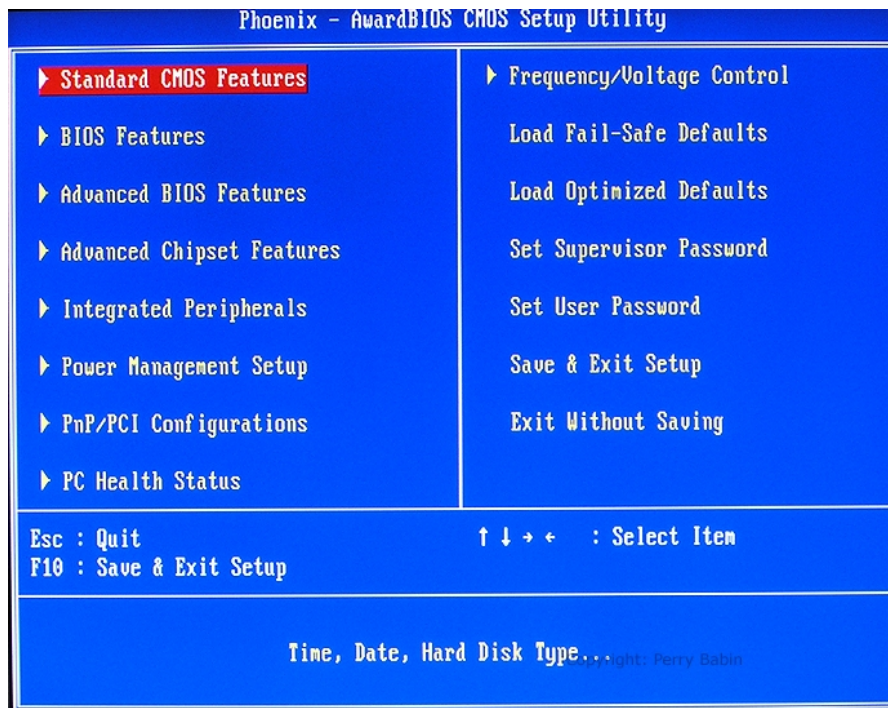 Phoenix - AwardBIOS CMOS Setup Utility
Standard CMOS Features
BIOS Features
Advanced BIOS Features
Advanced Chipset Features
Integrated Peripherals
Power Management Setup
PnP/PCI Configurations
PC Health Status
Frequency/Voltage Control
Load Fail-Safe Defaults
Load Optimized Defaults
Set Supervisor Password
Set User Password
Save & Exit Setup
Exit Without Saving
Esc : Quit
F10 : Save & Exit Setup
↑ ↓ → ← : Select Item
Time, Date, Hard Disk Type...
Copyright: Perry Babin